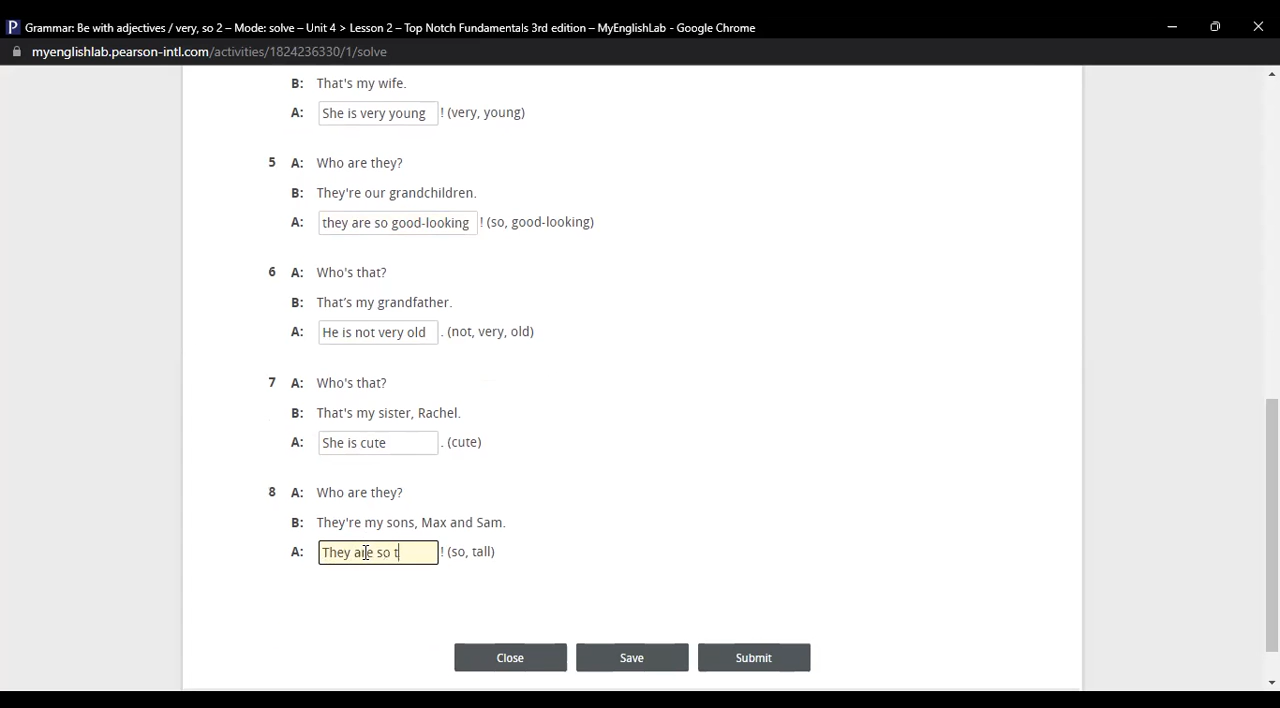 Grammar: Be with adjectives / very, so 2 – Mode: solve – Unit 4 > Lesson 2 – Top Notch Fundamentals 3rd edition – MyEnglishLab - Google Chrome
myenglishlab.pearson-intl.com/activities/1824236330/1/solve
B: That's my wife.
A: She is very young ! (very, young)
5 A: Who are they?
B: They're our grandchildren.
A: they are so good-looking ! (so, good-looking)
6 A: Who's that?
B: That’s my grandfather.
A: He is not very old . (not, very, old)
7 A: Who's that?
B: That's my sister, Rachel.
A: She is cute . (cute)
8 A: Who are they?
B: They're my sons, Max and Sam.
A: They are so t ! (so, tall)
Close Save Submit